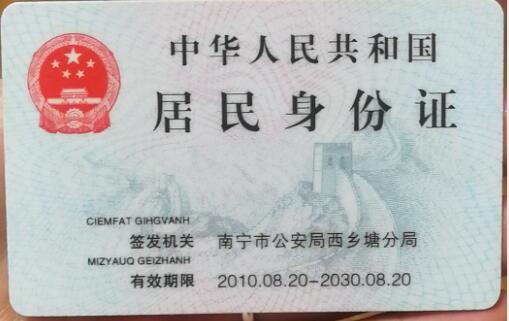 中华人民共和国
居民身份证
CIEMFAT GIHGVANH
签发机关 南宁市公安局西乡塘分局
MIZYAUQ GEIZHANH
有效期限 2010.08.20-2030.08.20